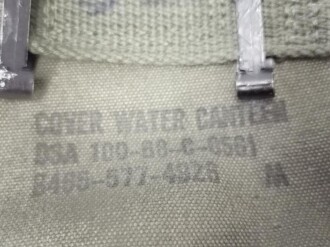 COVER WATER CANTEEN
DSA 100-68-C-0561
8465-577-4925 /A